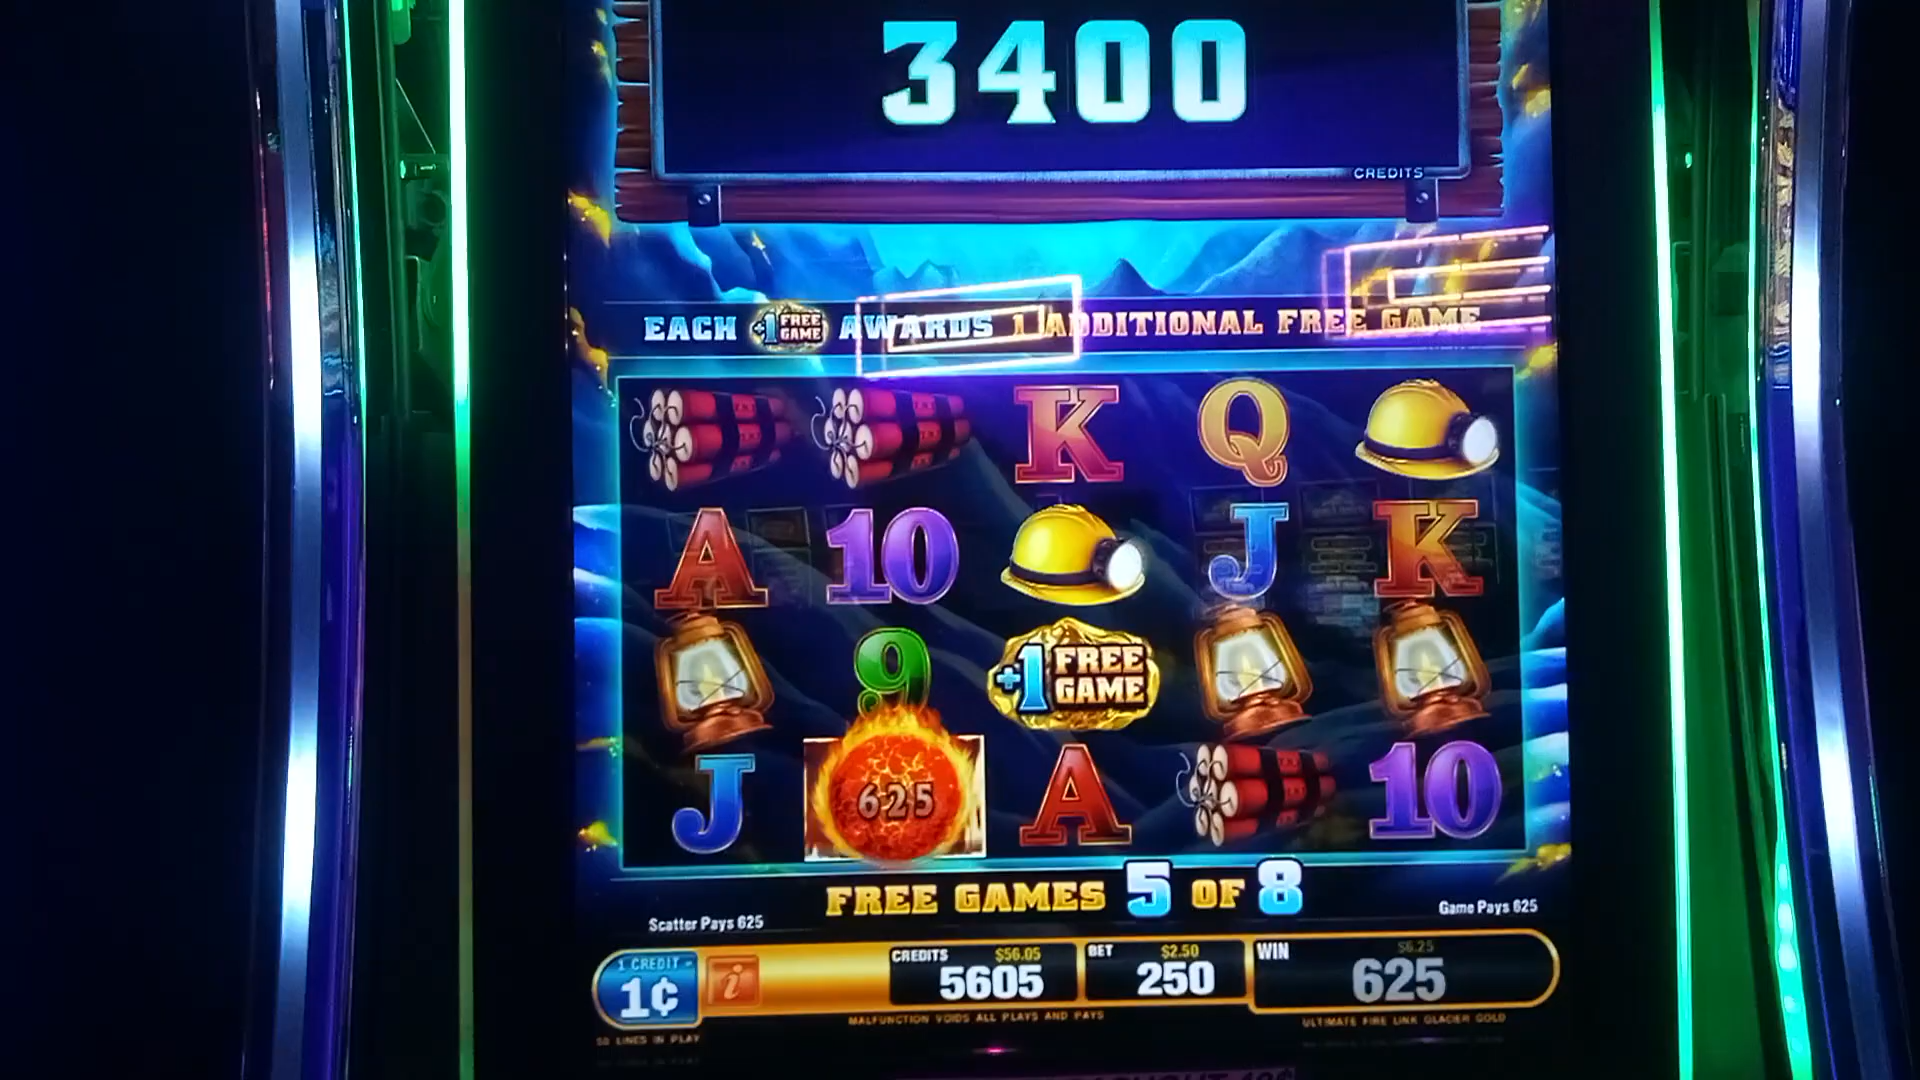 3400
CREDITS
EACH +1 FREE GAME AWARDS 1 ADDITIONAL FREE GAME
K Q
A 10 J K
9 +1 FREE GAME
J 625 A 10
FREE GAMES 5 OF 8
Scatter Pays 625
Game Pays 625
1 CREDIT = 1¢
i
CREDITS $56.05 5605
BET $2.50 250
WIN $6.25 625
MALFUNCTION VOIDS ALL PLAYS AND PAYS
ULTIMATE FIRE LINK GLACIER GOLD
50 LINES IN PLAY